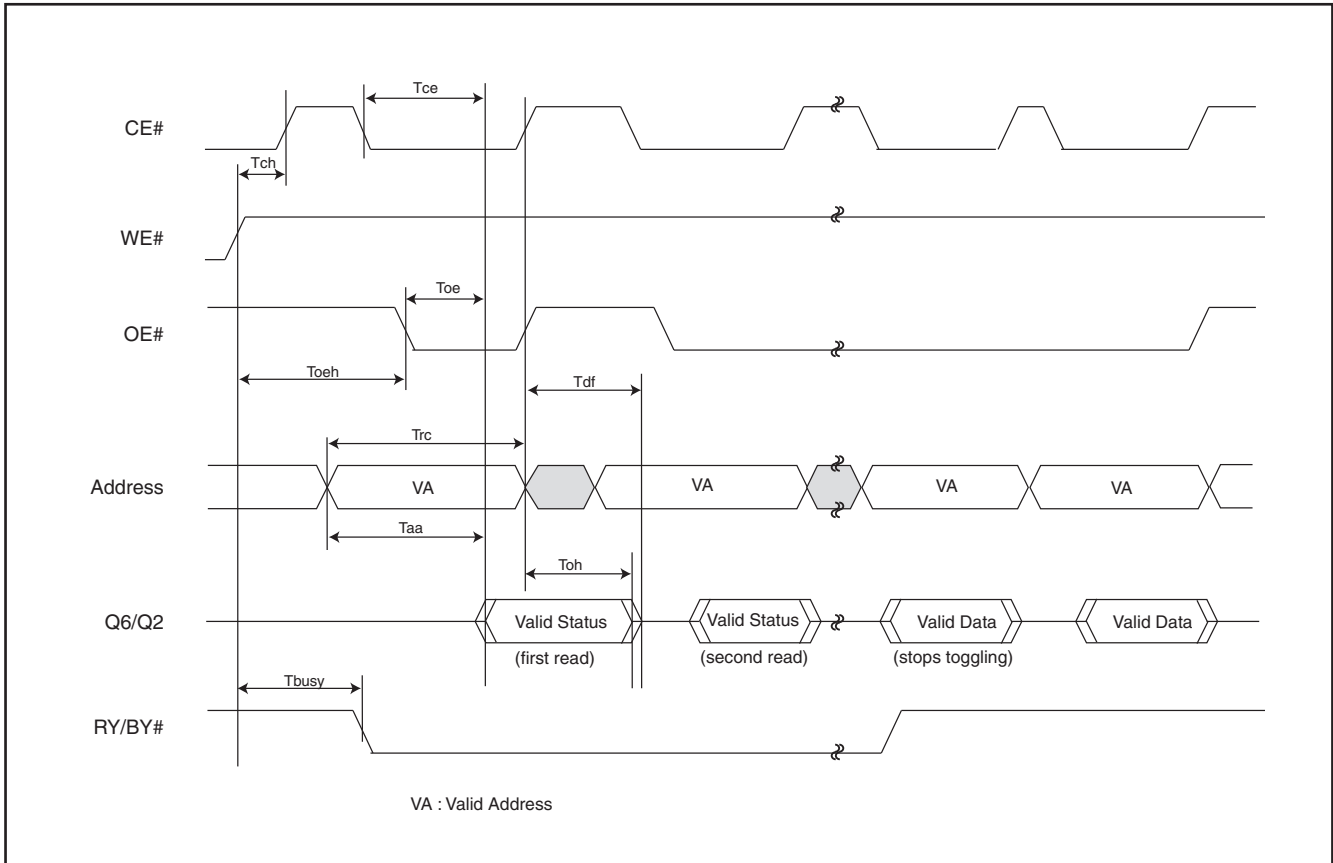 Tce
CE#
Tch
WE#
Toe
OE#
Toeh
Tdf
Trc
Address
VA
VA
VA
VA
Taa
Toh
Q6/Q2
Valid Status
Valid Status
Valid Data
Valid Data
(first read)
(second read)
(stops toggling)
Tbusy
RY/BY#
VA : Valid Address